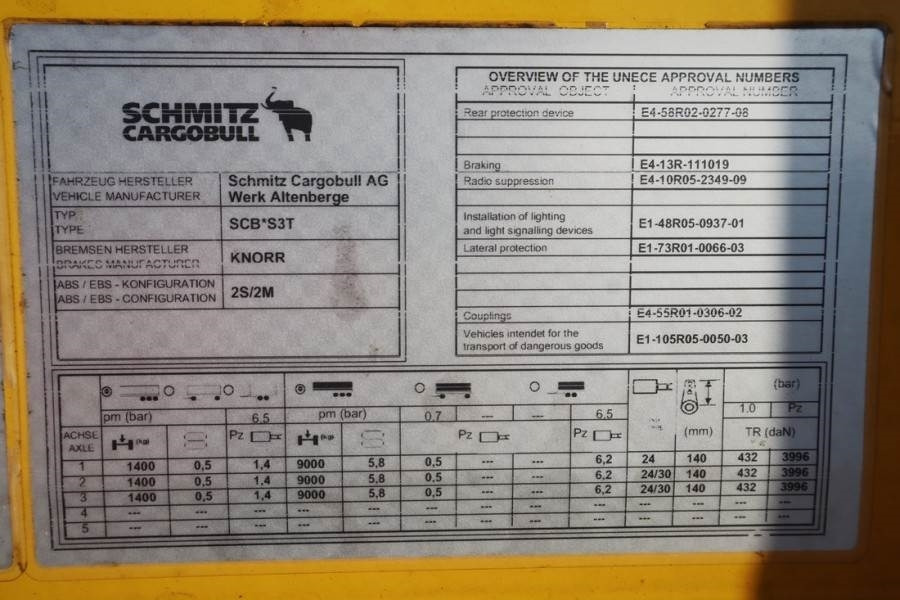 SCHMITZ
CARGOBULL
FAHRZEUG HERSTELLER
VEHICLE MANUFACTURER
Schmitz Cargobull AG
Werk Altenberge
TYP
TYPE
SCB*S3T
BREMSEN HERSTELLER
BRAKES MANUFACTURER
KNORR
ABS / EBS - KONFIGURATION
ABS / EBS - CONFIGURATION
2S/2M
OVERVIEW OF THE UNECE APPROVAL NUMBERS
APPROVAL OBJECT APPROVAL NUMBER
Rear protection device E4-58R02-0277-08
Braking E4-13R-111019
Radio suppression E4-10R05-2349-09
Installation of lighting
and light signalling devices E1-48R05-0937-01
Lateral protection E1-73R01-0066-03
Couplings E4-55R01-0306-02
Vehicles intendet for the
transport of dangerous goods E1-105R05-0050-03
(bar)
pm (bar) 6,5 pm (bar) 0,7 --- --- 6,5 1.0 Pz
ACHSE
AXLE
(kg) Pz (kg) Pz Pz (mm) TR (daN)
1 1400 0,5 1,4 9000 5,8 0,5 --- --- 6,2 24 140 432 3996
2 1400 0,5 1,4 9000 5,8 0,5 --- --- 6,2 24/30 140 432 3996
3 1400 0,5 1,4 9000 5,8 0,5 --- --- 6,2 24/30 140 432 3996
4 --- --- --- --- --- --- --- --- --- --- --- --- ---
5 --- --- --- --- --- --- --- --- --- --- --- --- ---